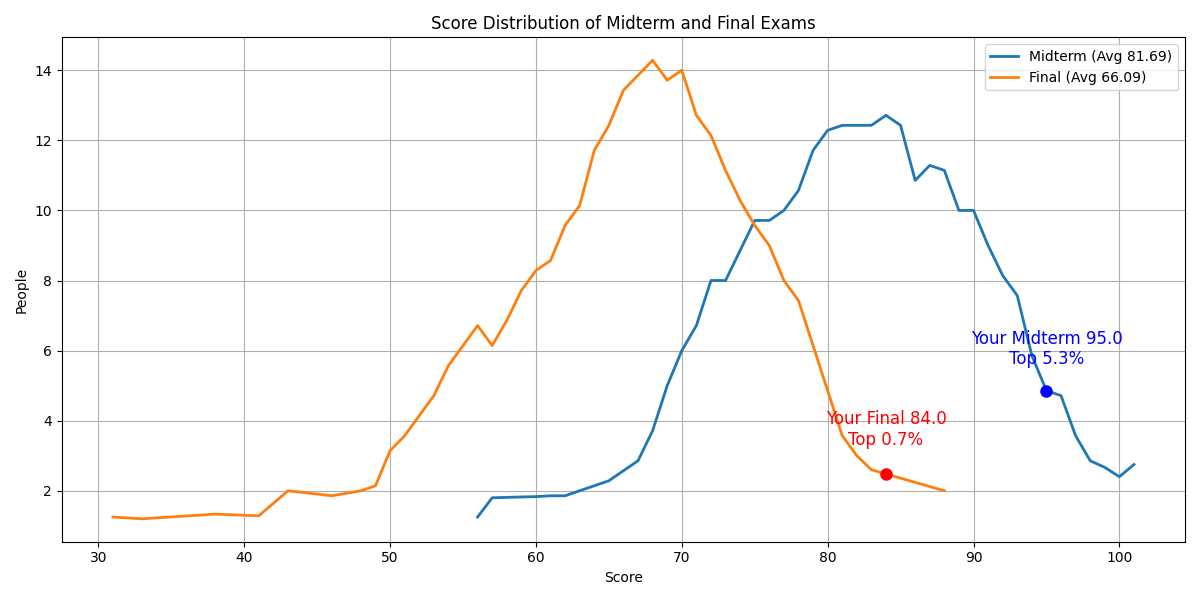 Score Distribution of Midterm and Final Exams
Midterm (Avg 81.69)
Final (Avg 66.09)
People
14
12
10
8
6
4
2
Your Midterm 95.0
Top 5.3%
Your Final 84.0
Top 0.7%
30 40 50 60 70 80 90 100
Score